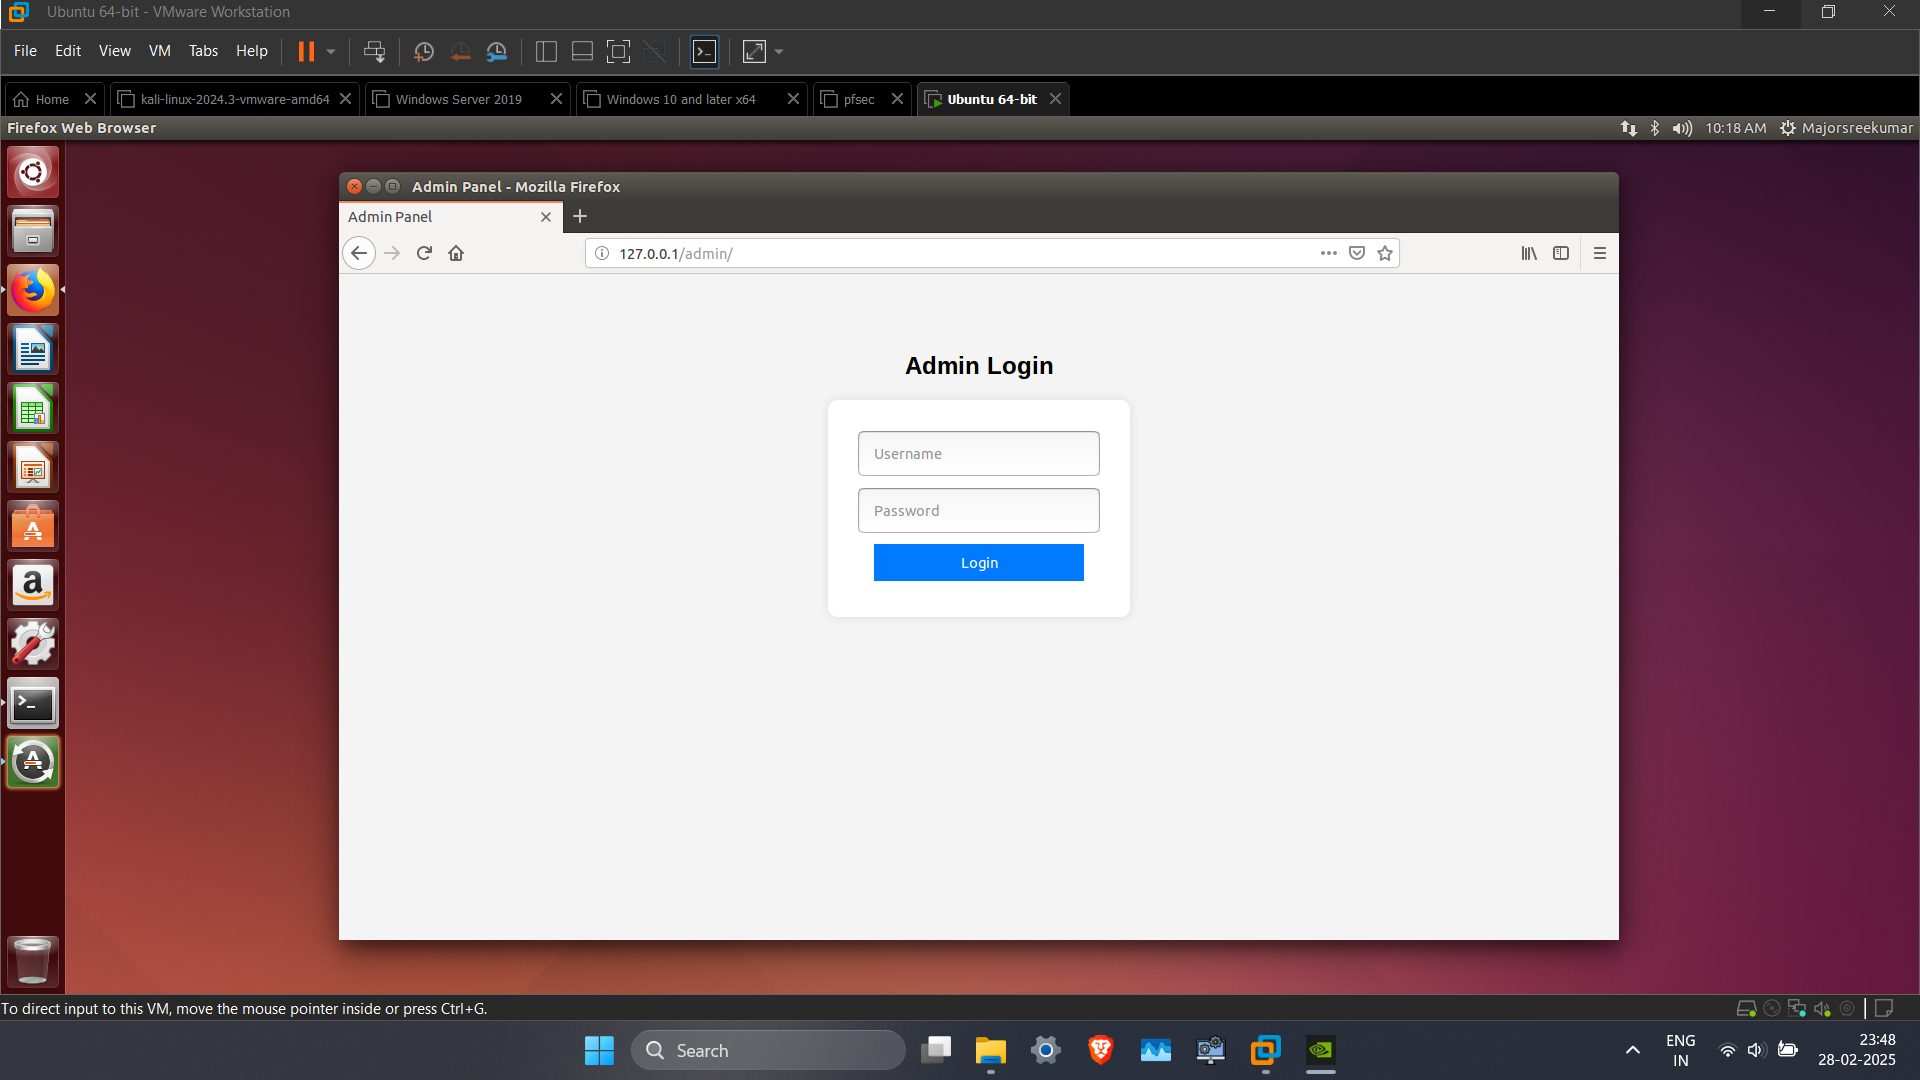 Ubuntu 64-bit - VMware Workstation
File Edit View VM Tabs Help
Home kali-linux-2024.3-vmware-amd64 Windows Server 2019 Windows 10 and later x64 pfsec Ubuntu 64-bit
Firefox Web Browser 10:18 AM Majorsreekumar
Admin Panel - Mozilla Firefox
Admin Panel
127.0.0.1/admin/
Admin Login
Username
Password
Login
To direct input to this VM, move the mouse pointer inside or press Ctrl+G.
Search
ENG
IN
23:48
28-02-2025